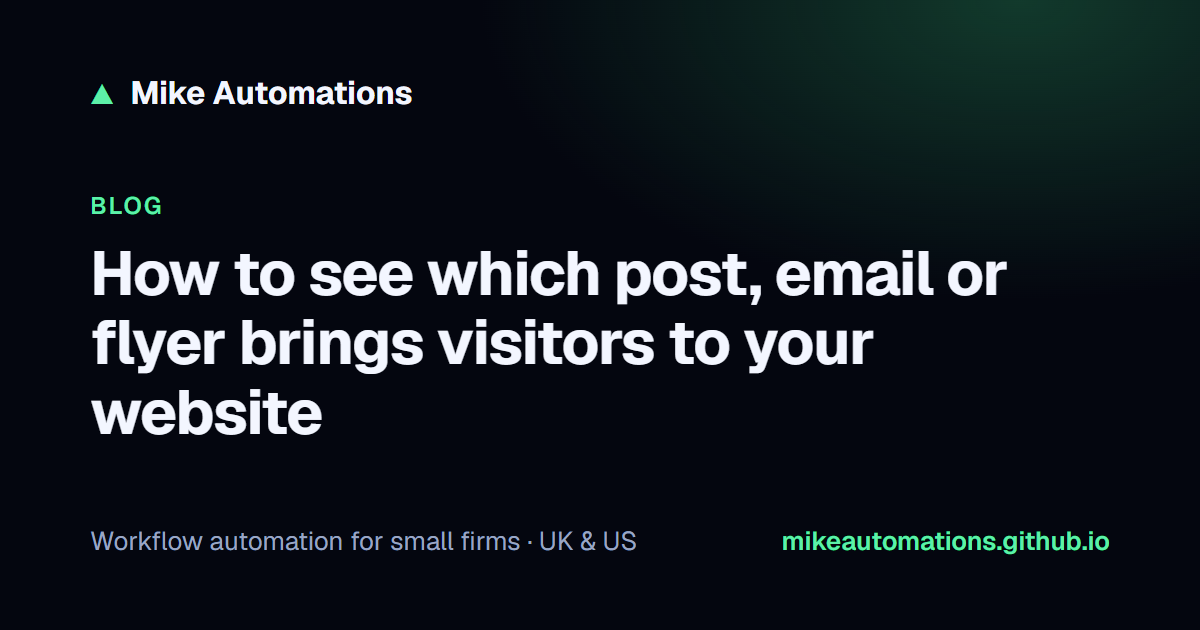 Mike Automations
BLOG
How to see which post, email or
flyer brings visitors to your
website
Workflow automation for small firms · UK & US
mikeautomations.github.io